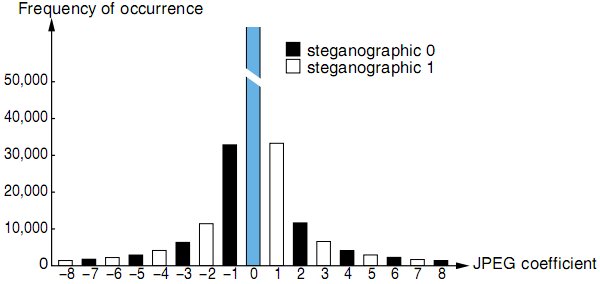 Frequency of occurrence
steganographic 0
steganographic 1
50,000
40,000
30,000
20,000
10,000
0
−8 −7 −6 −5 −4 −3 −2 −1 0 1 2 3 4 5 6 7 8
JPEG coefficient